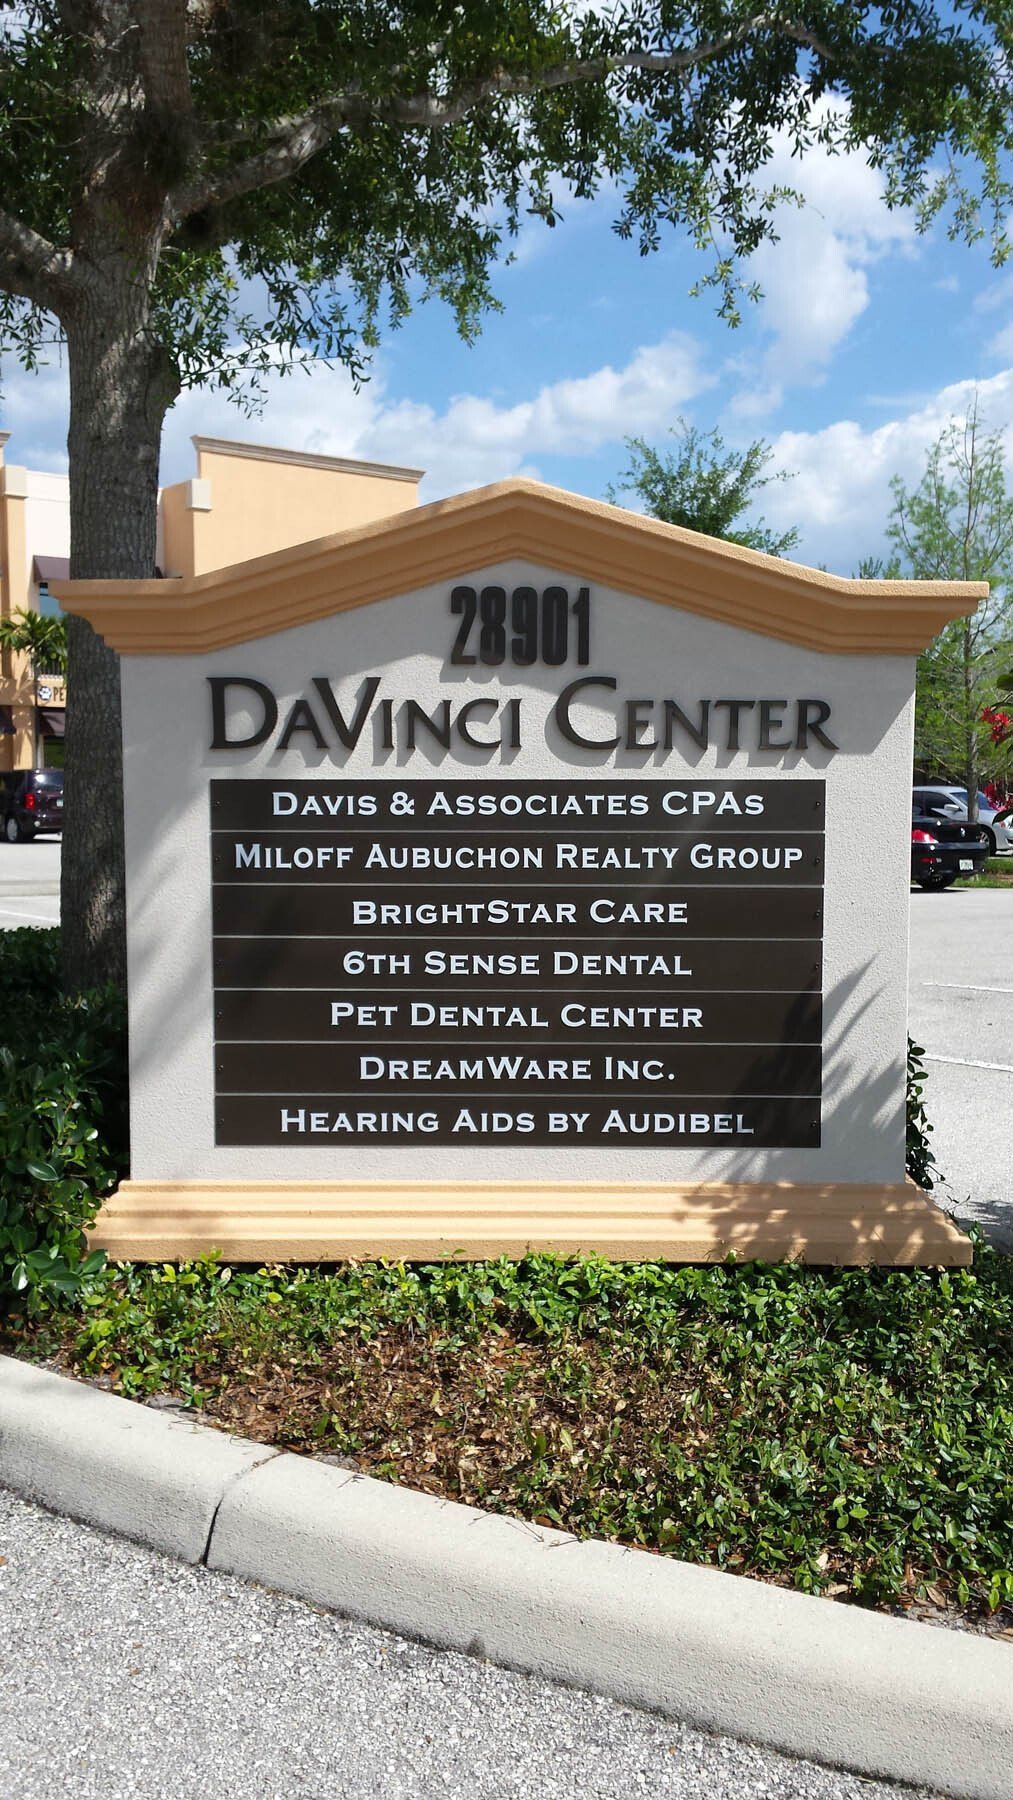 28901
DAVINCI CENTER
DAVIS & ASSOCIATES CPAS
MILOFF AUBUCHON REALTY GROUP
BRIGHTSTAR CARE
6TH SENSE DENTAL
PET DENTAL CENTER
DREAMWARE INC.
HEARING AIDS BY AUDIBEL